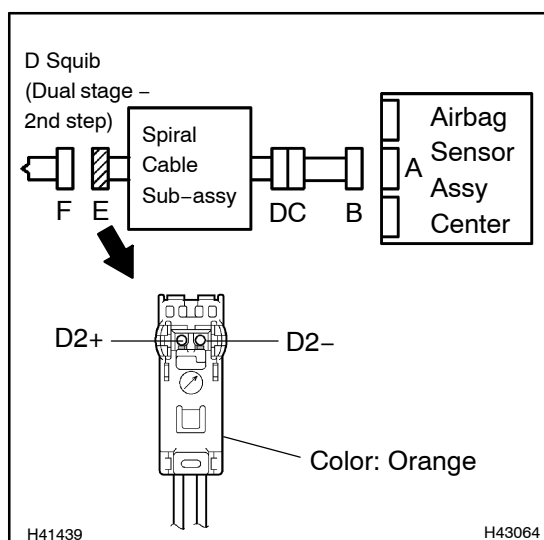 D Squib
(Dual stage –
2nd step)
Spiral
Cable
Sub–assy
Airbag
Sensor
Assy
Center
A
F
E
D
C
B
D2+
D2–
Color: Orange
H41439
H43064